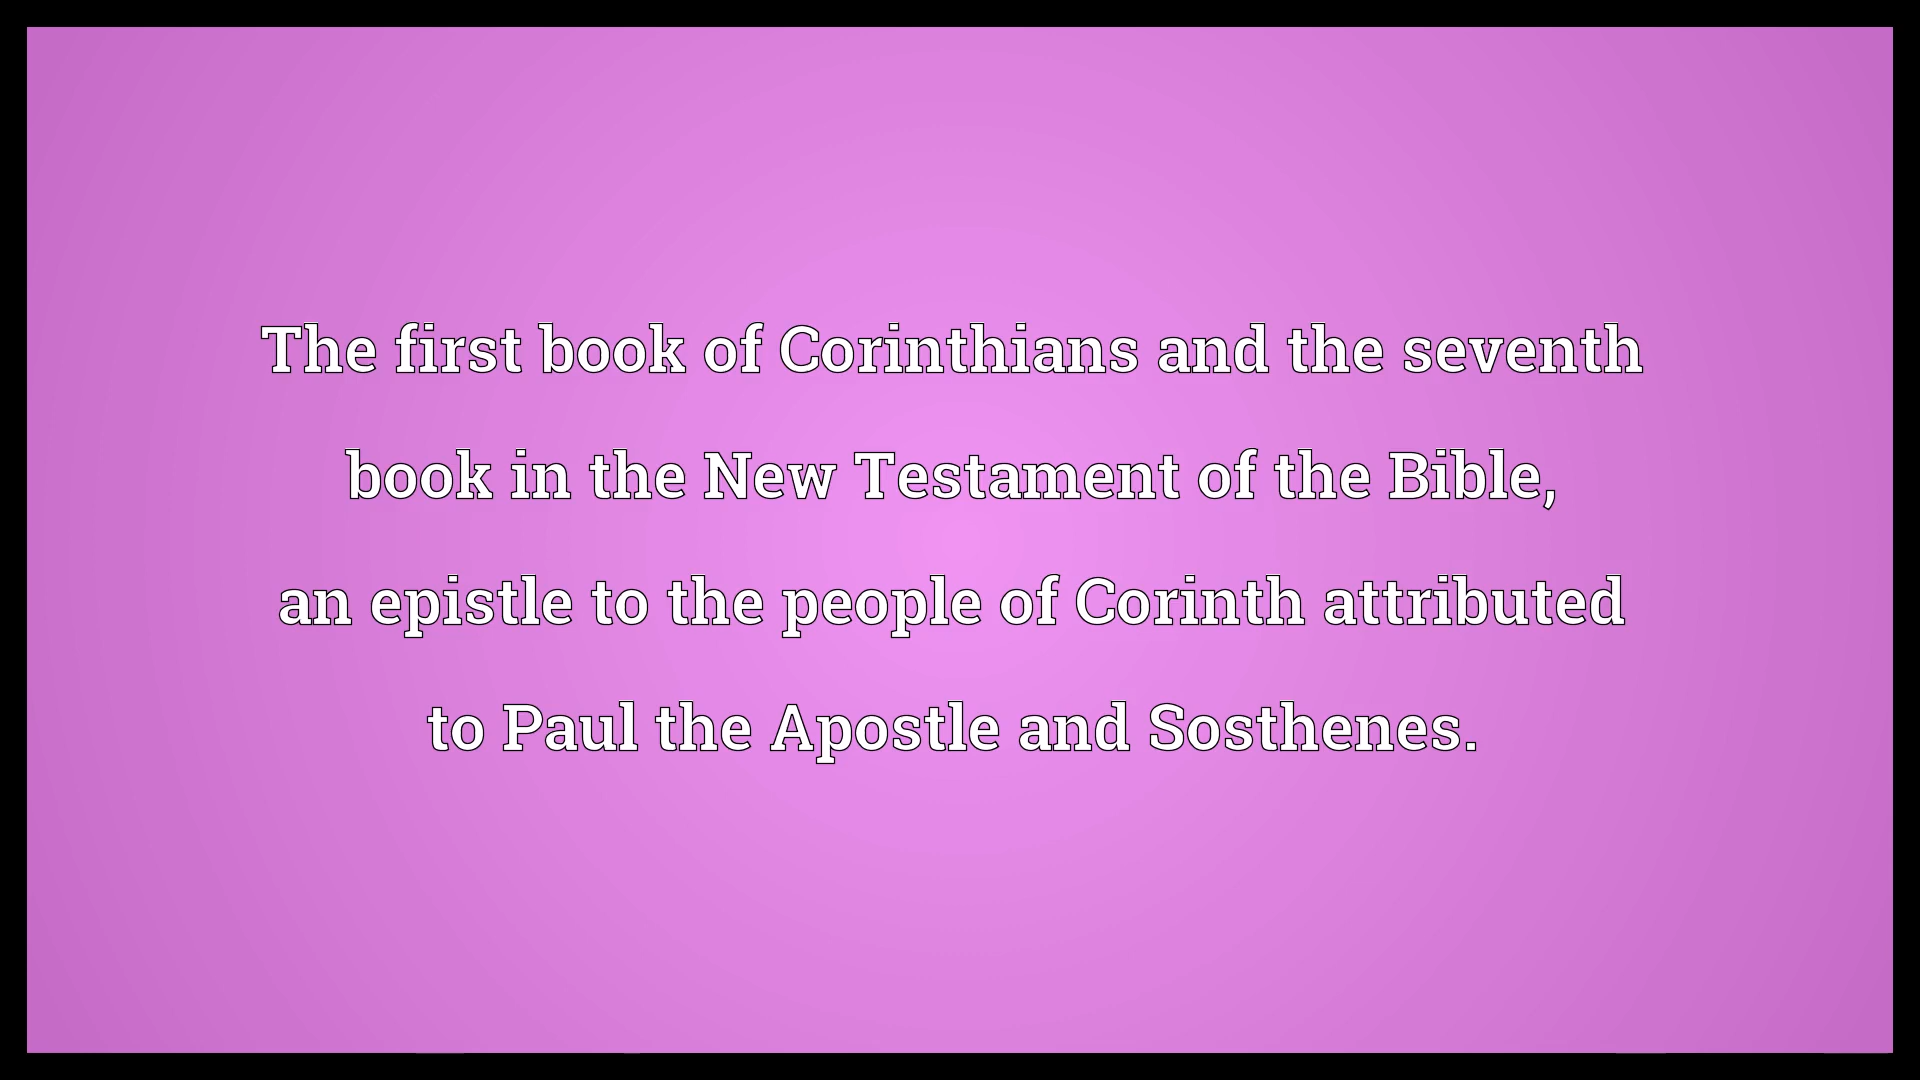 The first book of Corinthians and the seventh
book in the New Testament of the Bible,
an epistle to the people of Corinth attributed
to Paul the Apostle and Sosthenes.